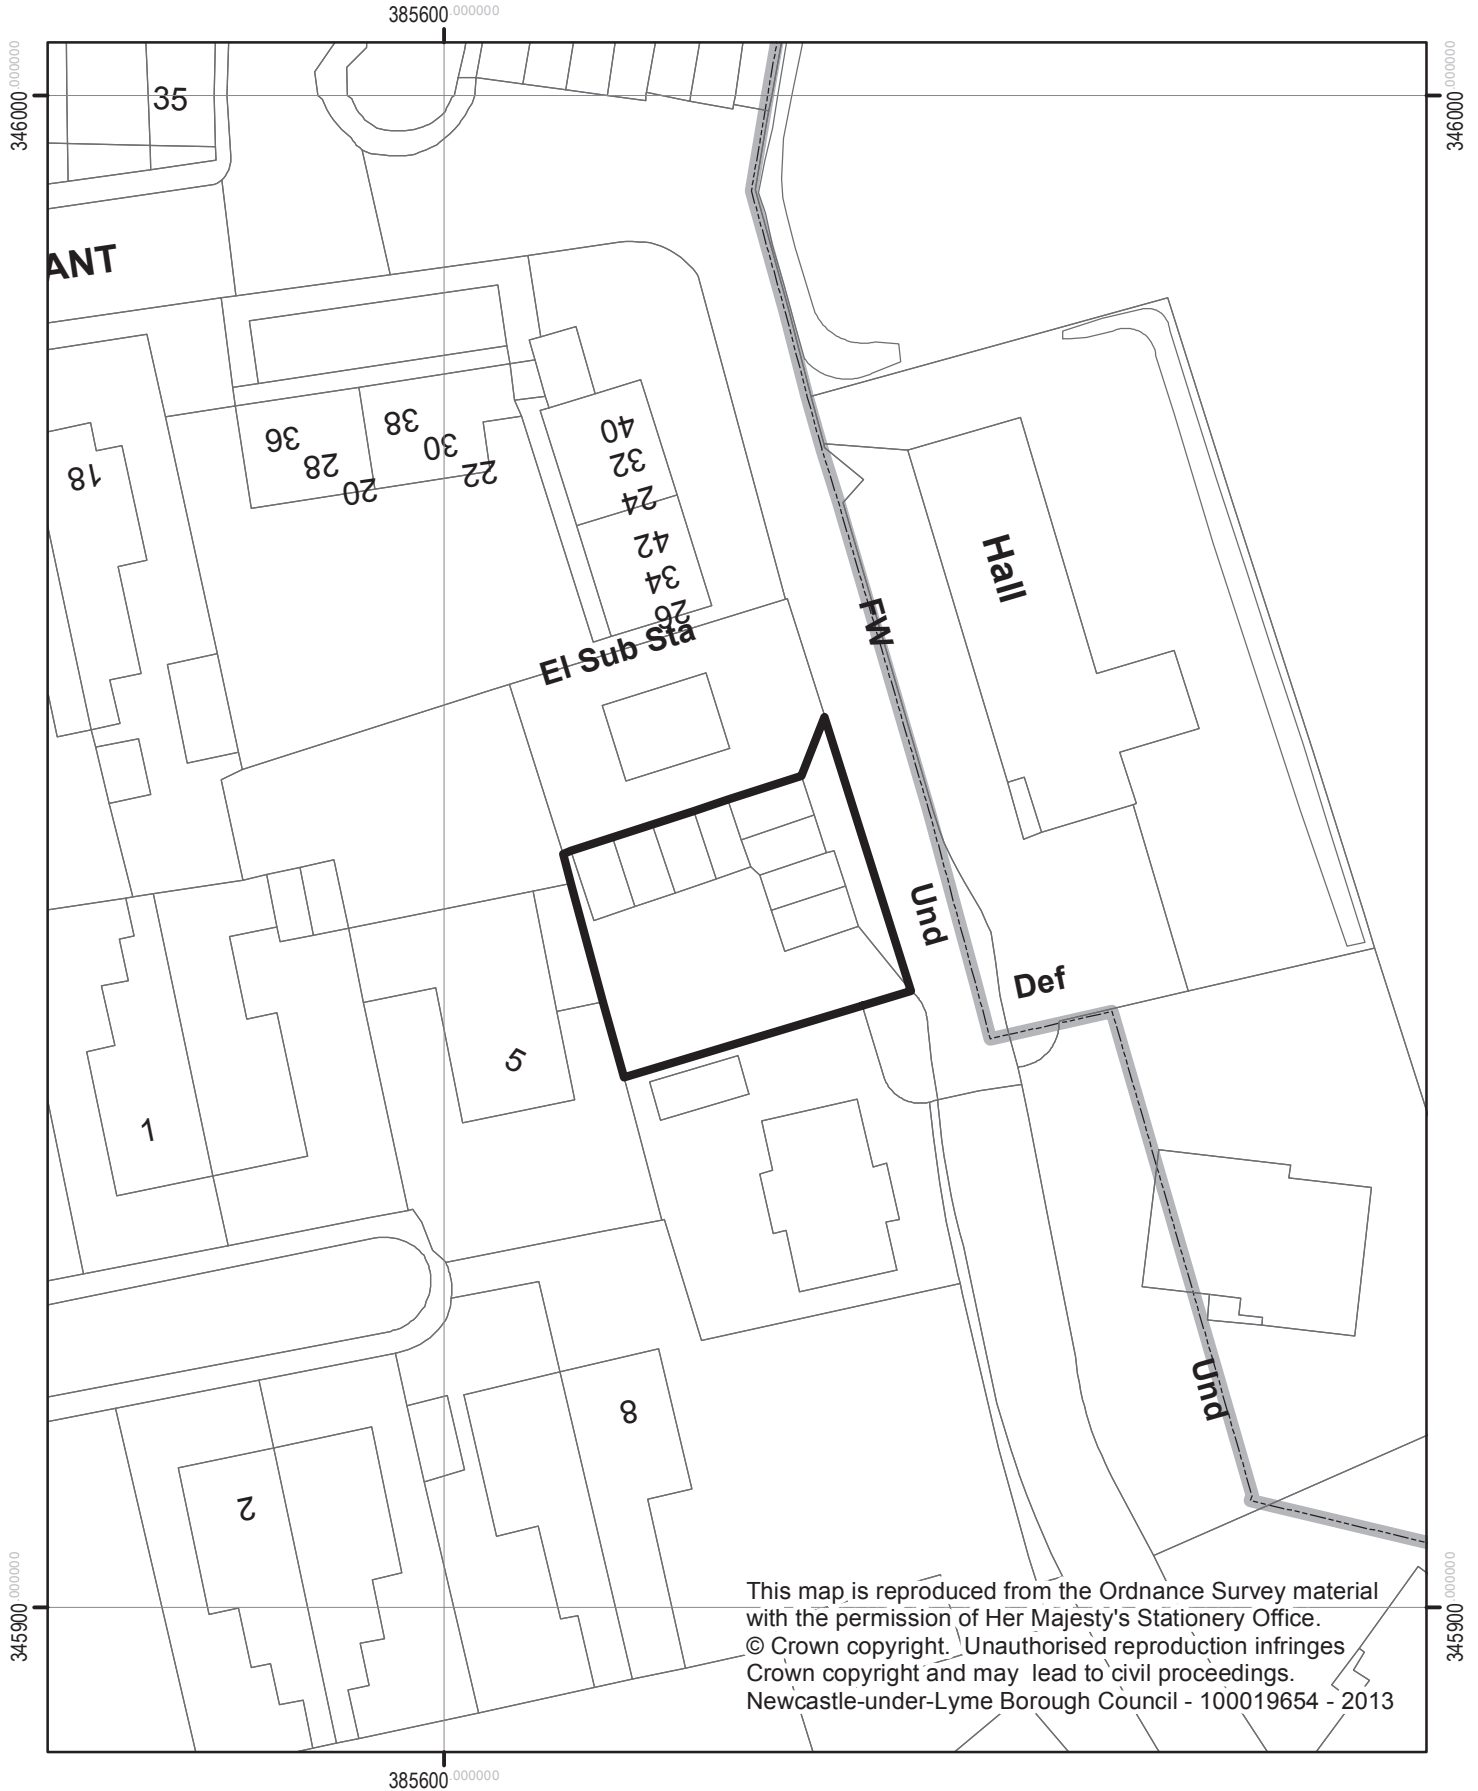 385600.000000
346000.000000
346000.000000
35
ANT
36
38
28
30
20
22
40
32
24
42
34
26
18
Hall
FW
El Sub Sta
Und
Def
5
1
8
2
Und
This map is reproduced from the Ordnance Survey material
with the permission of Her Majesty's Stationery Office.
© Crown copyright. Unauthorised reproduction infringes
Crown copyright and may lead to civil proceedings.
Newcastle-under-Lyme Borough Council - 100019654 - 2013
345900.000000
345900.000000
385600.000000